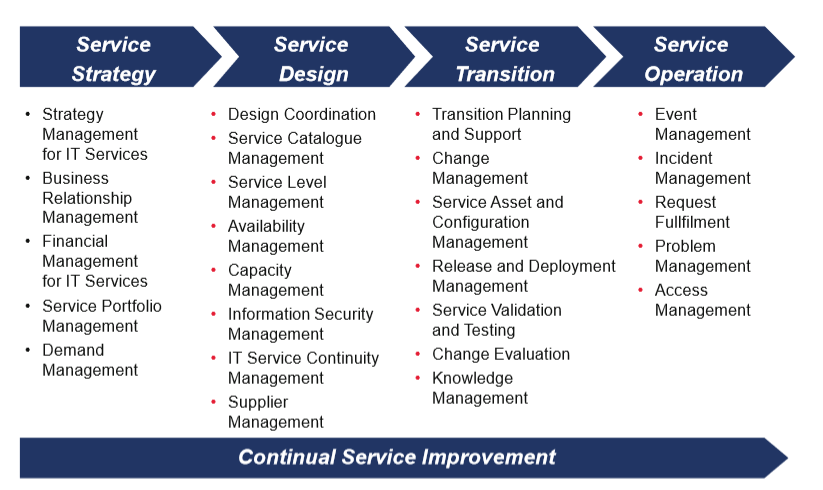 Service
Strategy
Service
Design
Service
Transition
Service
Operation
• Strategy
Management
for IT Services
• Business
Relationship
Management
• Financial
Management
for IT Services
• Service Portfolio
Management
• Demand
Management
• Design Coordination
• Service Catalogue
Management
• Service Level
Management
• Availability
Management
• Capacity
Management
• Information Security
Management
• IT Service Continuity
Management
• Supplier
Management
• Transition Planning
and Support
• Change
Management
• Service Asset and
Configuration
Management
• Release and Deployment
Management
• Service Validation
and Testing
• Change Evaluation
• Knowledge
Management
• Event
Management
• Incident
Management
• Request
Fullfilment
• Problem
Management
• Access
Management
Continual Service Improvement